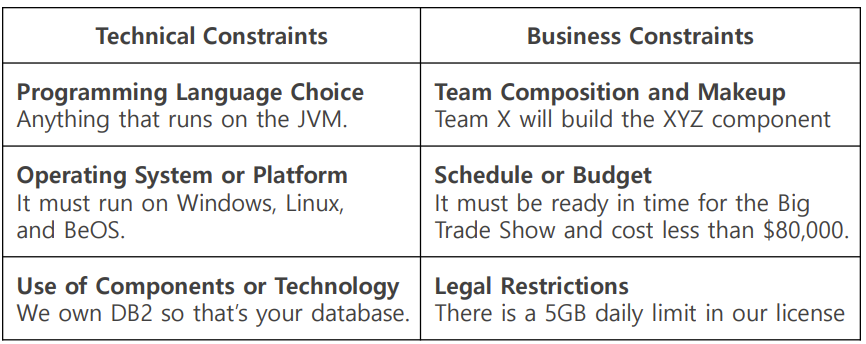 Technical Constraints
Business Constraints
Programming Language Choice
Anything that runs on the JVM.
Team Composition and Makeup
Team X will build the XYZ component
Operating System or Platform
It must run on Windows, Linux,
and BeOS.
Schedule or Budget
It must be ready in time for the Big
Trade Show and cost less than $80,000.
Use of Components or Technology
We own DB2 so that's your database.
Legal Restrictions
There is a 5GB daily limit in our license